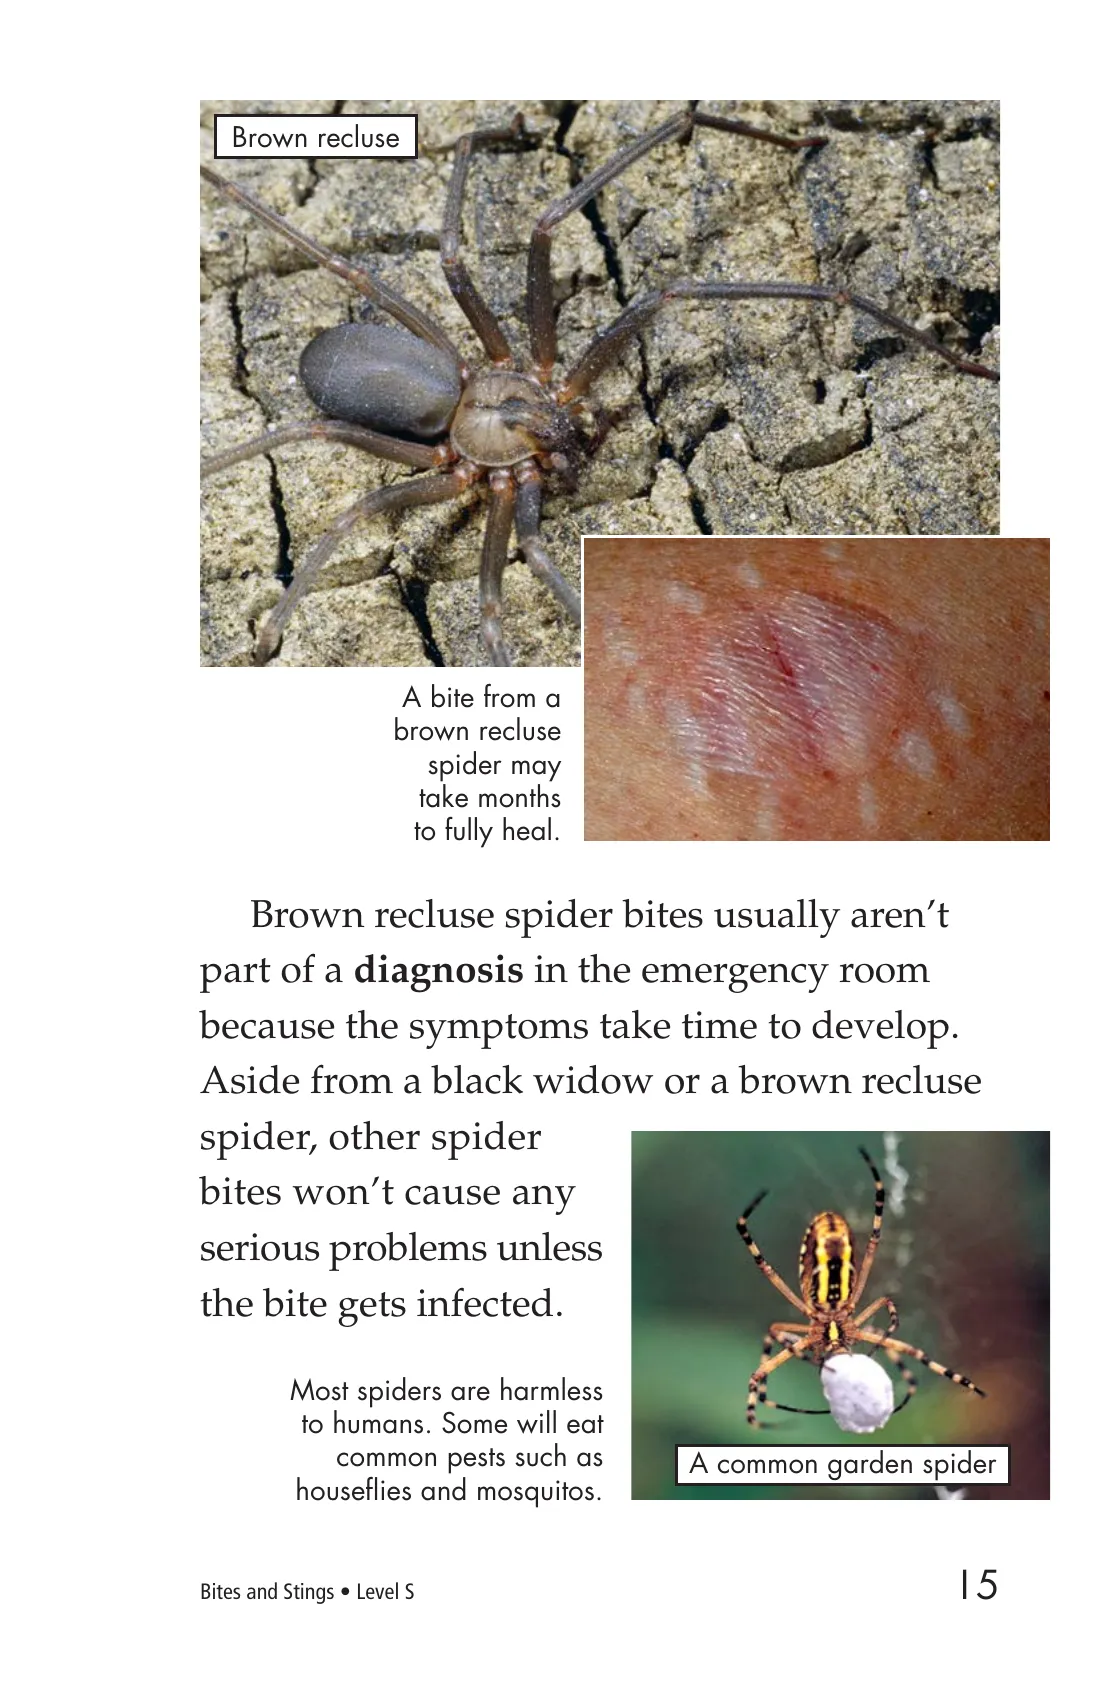 Brown recluse
A bite from a
brown recluse
spider may
take months
to fully heal.
Brown recluse spider bites usually aren’t
part of a diagnosis in the emergency room
because the symptoms take time to develop.
Aside from a black widow or a brown recluse
spider, other spider
bites won’t cause any
serious problems unless
the bite gets infected.
Most spiders are harmless
to humans. Some will eat
common pests such as
houseflies and mosquitos.
A common garden spider
Bites and Stings • Level S
15